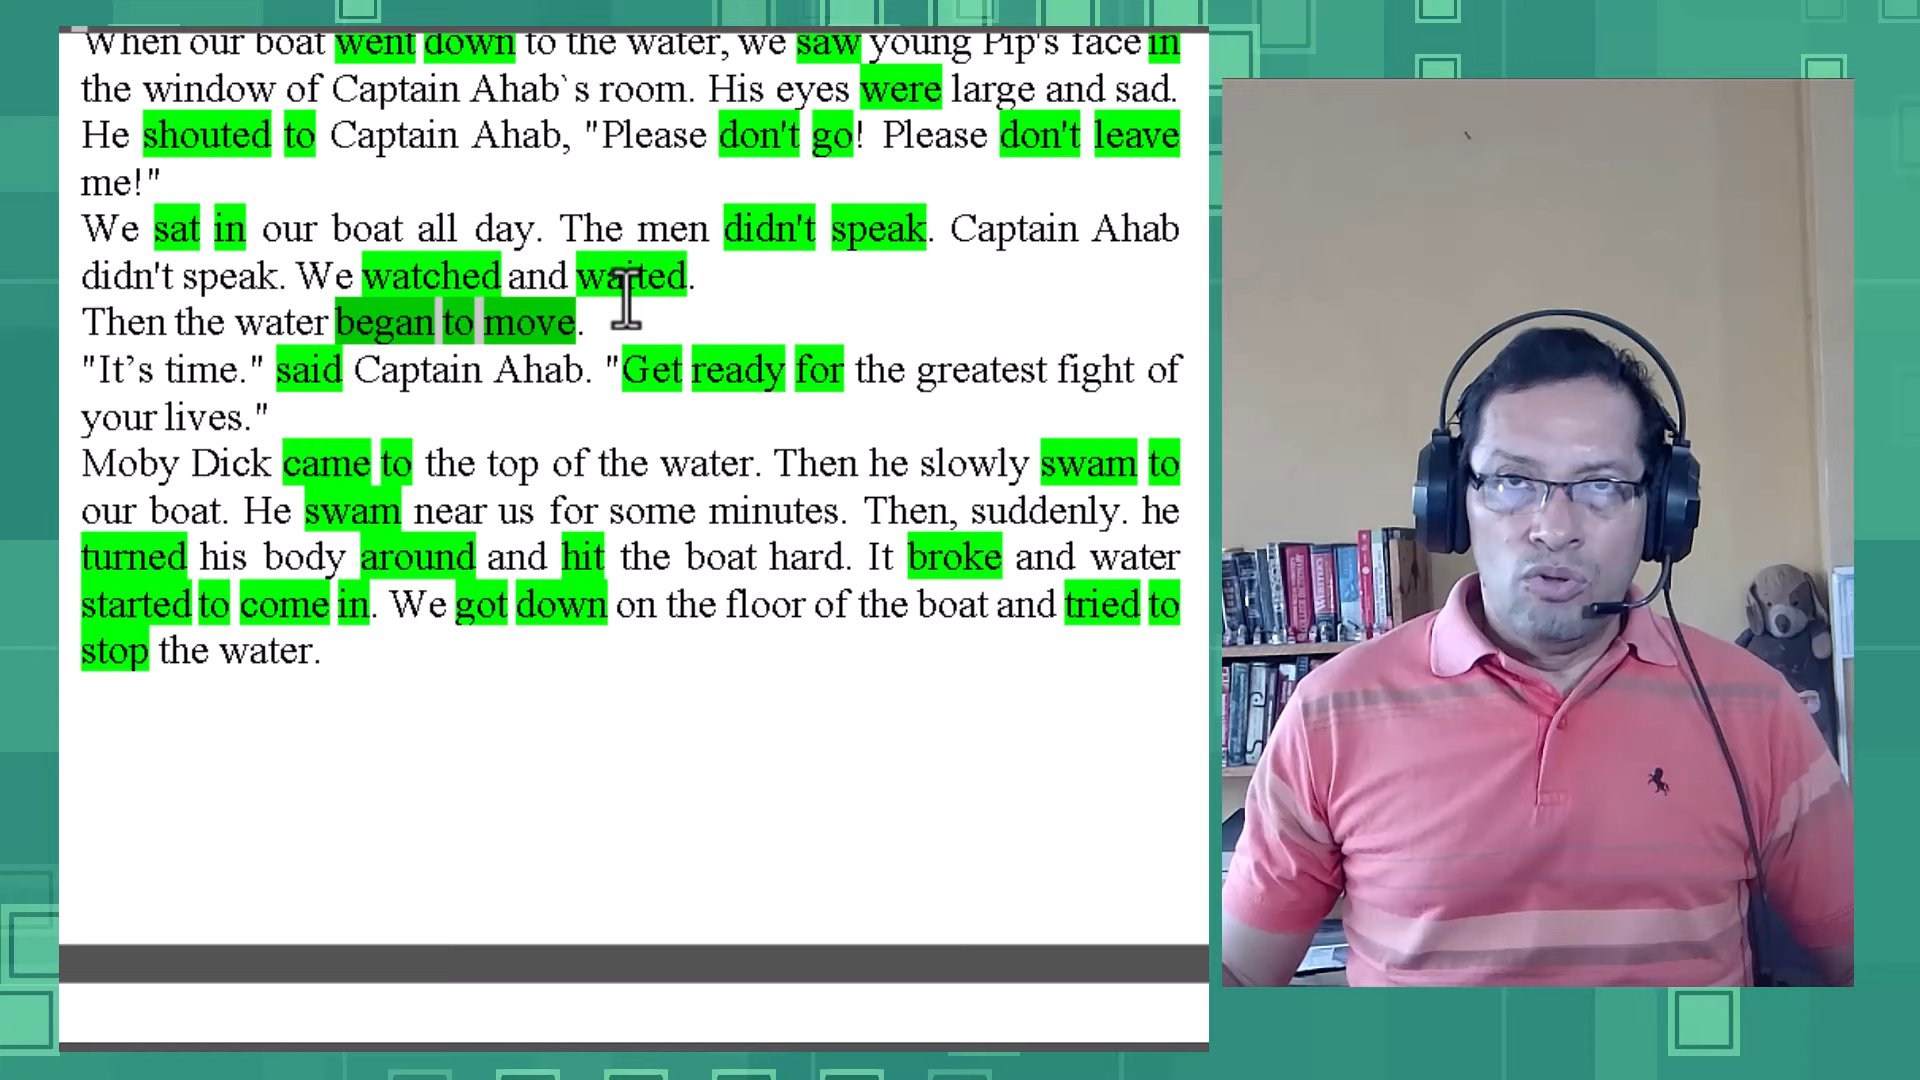 When our boat went down to the water, we saw young Pip's face in
the window of Captain Ahab`s room. His eyes were large and sad.
He shouted to Captain Ahab, "Please don't go! Please don't leave
me!"
We sat in our boat all day. The men didn't speak. Captain Ahab
didn't speak. We watched and waited.
Then the water began to move.
"It’s time." said Captain Ahab. "Get ready for the greatest fight of
your lives."
Moby Dick came to the top of the water. Then he slowly swam to
our boat. He swam near us for some minutes. Then, suddenly. he
turned his body around and hit the boat hard. It broke and water
started to come in. We got down on the floor of the boat and tried to
stop the water.